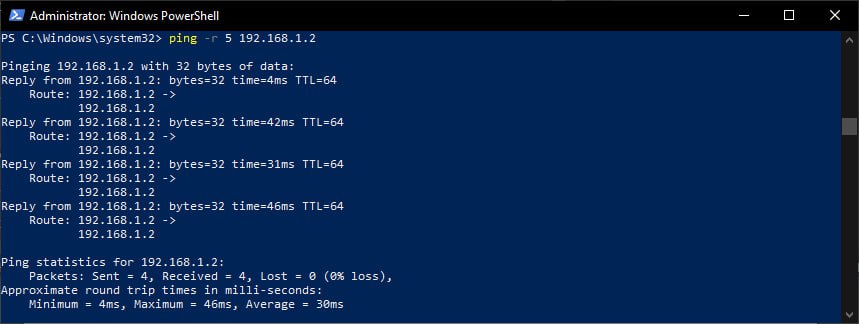 Administrator: Windows PowerShell
PS C:\Windows\system32> ping -r 5 192.168.1.2
Pinging 192.168.1.2 with 32 bytes of data:
Reply from 192.168.1.2: bytes=32 time=4ms TTL=64
Route: 192.168.1.2 ->
192.168.1.2
Reply from 192.168.1.2: bytes=32 time=42ms TTL=64
Route: 192.168.1.2 ->
192.168.1.2
Reply from 192.168.1.2: bytes=32 time=31ms TTL=64
Route: 192.168.1.2 ->
192.168.1.2
Reply from 192.168.1.2: bytes=32 time=46ms TTL=64
Route: 192.168.1.2 ->
192.168.1.2
Ping statistics for 192.168.1.2:
Packets: Sent = 4, Received = 4, Lost = 0 (0% loss),
Approximate round trip times in milli-seconds:
Minimum = 4ms, Maximum = 46ms, Average = 30ms